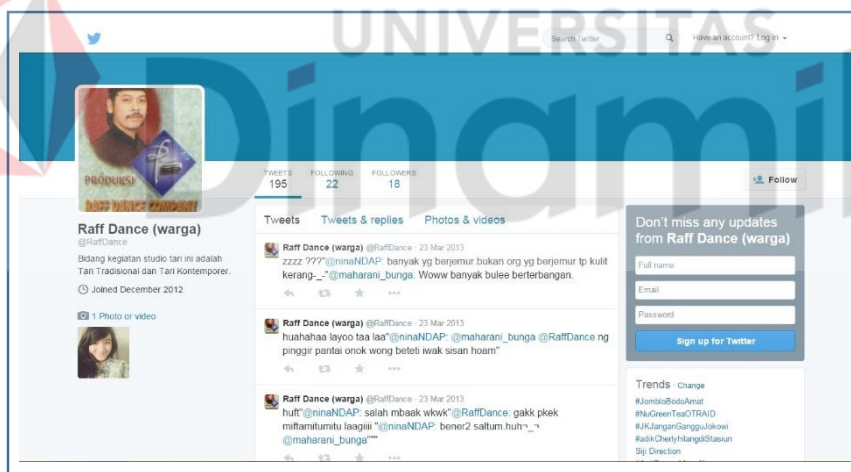 UNIVERSITAS
Dinami
Search Twitter
Have an account? Log in
PRODUKSI
RAFF DANCE COMPANY
TWEETS
195
FOLLOWING
22
FOLLOWERS
18
Follow
Raff Dance (warga)
@RaffDance
Bidang kegiatan studio tari ini adalah
Tari Tradisional dan Tari Kontemporer.
Joined December 2012
1 Photo or video
Tweets Tweets & replies Photos & videos
Raff Dance (warga) @RaffDance · 23 Mar 2013
zzzz ???"@ninaNDAP: banyak yg berjemur bukan org yg berjemur tp kulit
kerang-_-"@maharani_bunga: Woww banyak bulee berterbangan.
Raff Dance (warga) @RaffDance · 23 Mar 2013
huahahaa layoo taa laa"@ninaNDAP: @maharani_bunga @RaffDance ng
pinggir pantai onok wong beteti iwak sisan hoam"
Raff Dance (warga) @RaffDance · 23 Mar 2013
huft"@ninaNDAP: salah mbaak wkwk"@RaffDance: gakk pkek
miftamitumitu laagiiii "@ninaNDAP: bener2 saltum.huh¬_¬
@maharani_bunga"""
Don't miss any updates
from Raff Dance (warga)
Full name
Email
Password
Sign up for Twitter
Trends · Change
#JombloBodoAmat
#NuGreenTeaOTRAID
#JKJanganGangguJokowi
#adikCherlyhilangdiStasiun
Siji Direction